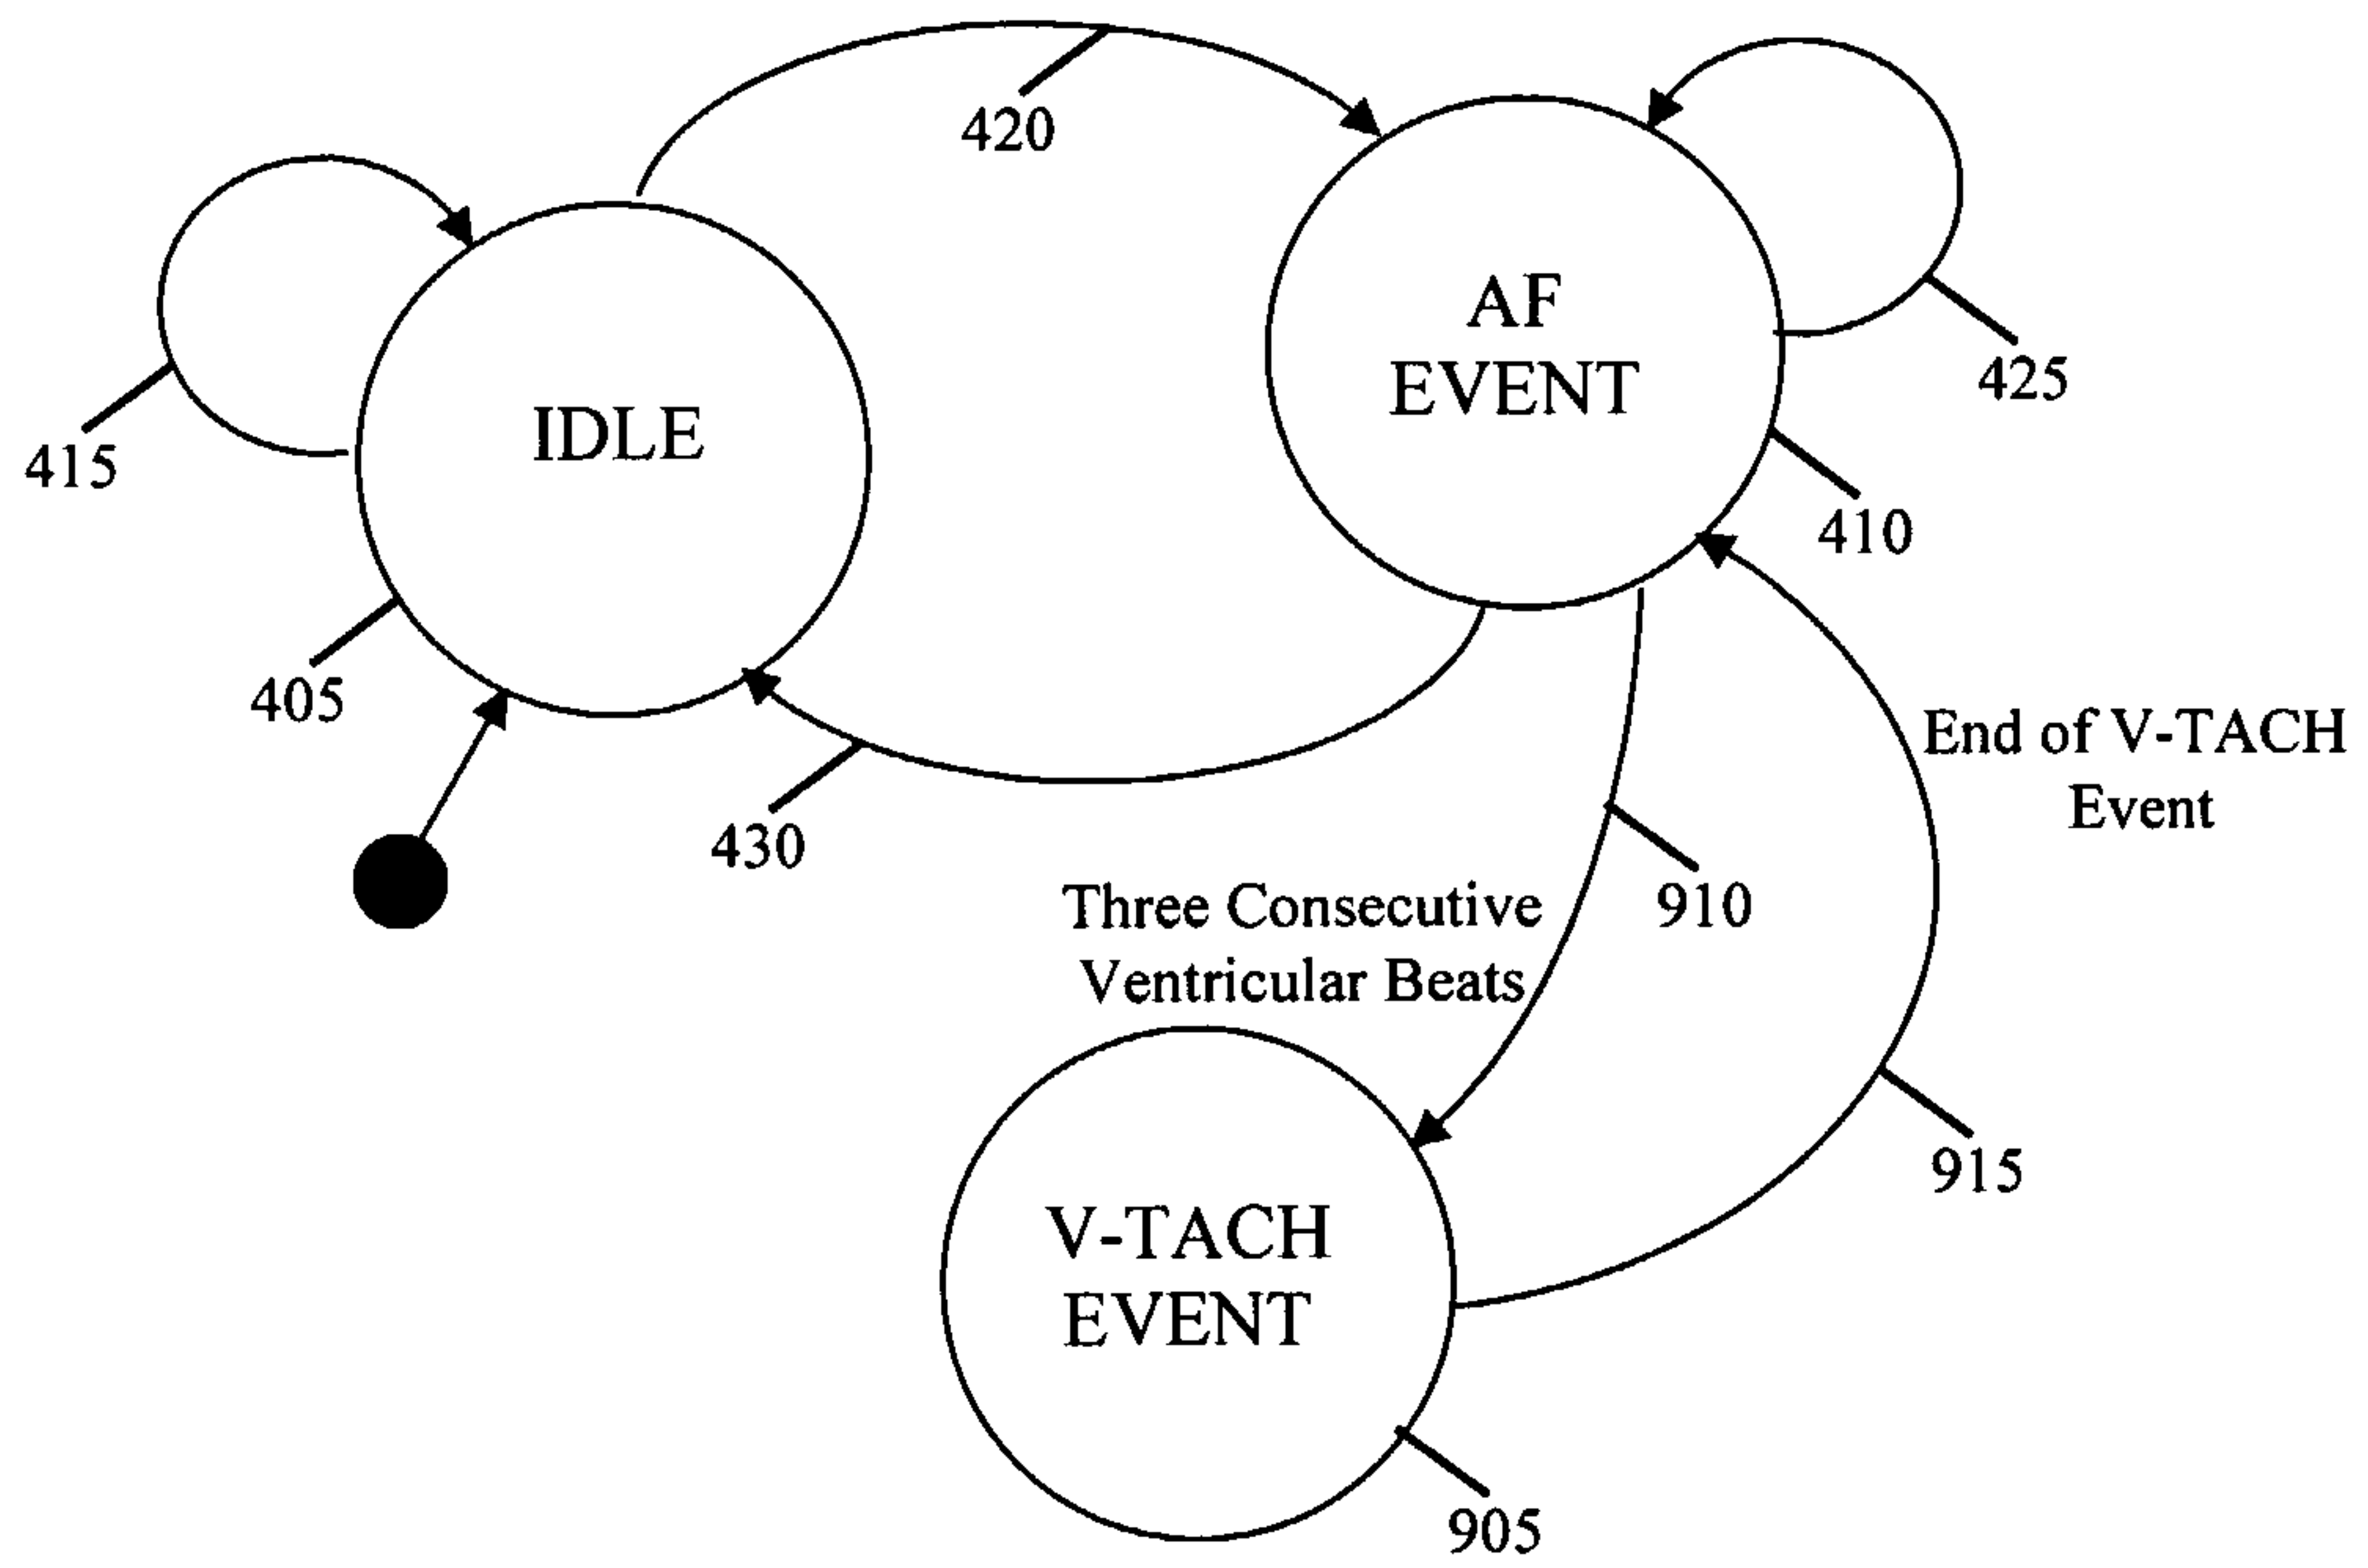 420
415
IDLE
AF
EVENT
425
410
405
430
End of V-TACH
Event
Three Consecutive
Ventricular Beats
910
915
V-TACH
EVENT
905